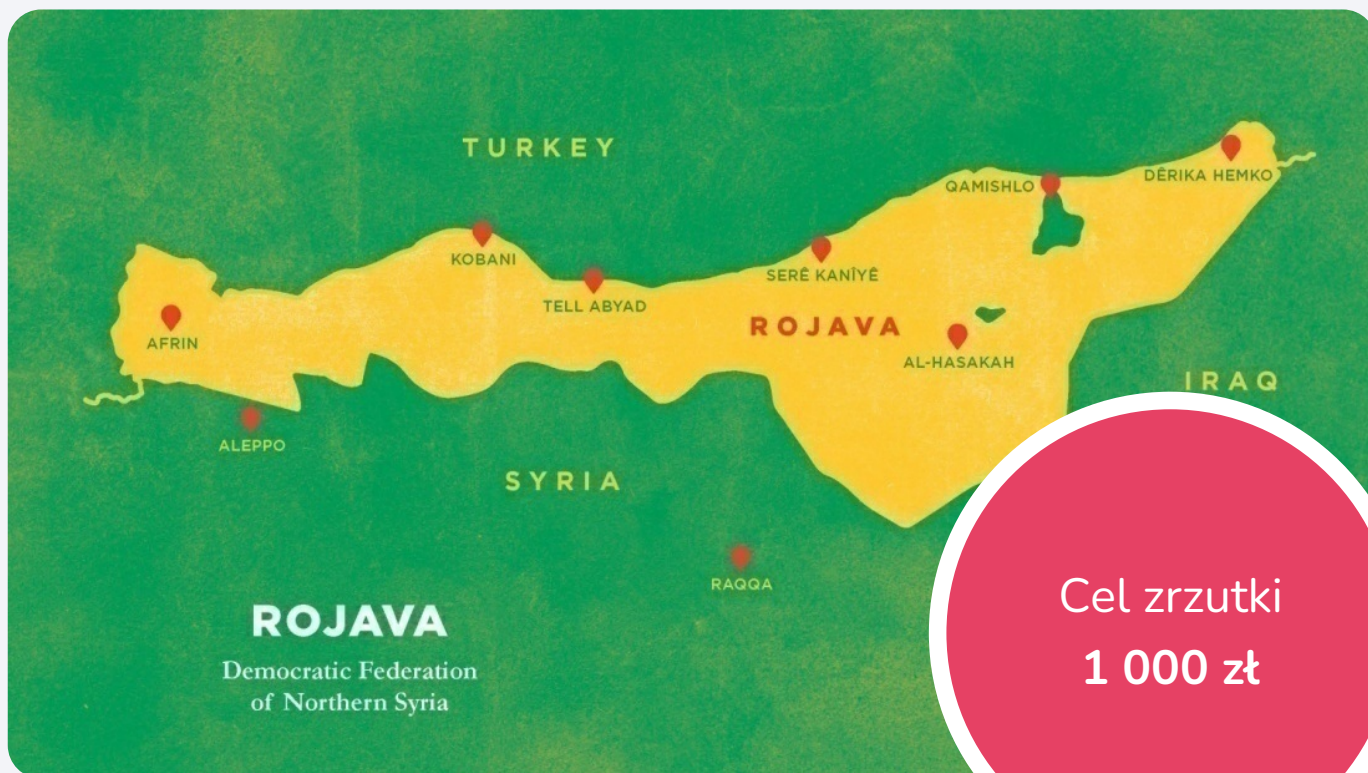 TURKEY
QAMISHLO
DÊRIKA HEMKO
KOBANI
SERÊ KANÎYÊ
TELL ABYAD
ROJAVA
AFRIN
AL-HASAKAH
IRAQ
ALEPPO
SYRIA
RAQQA
ROJAVA
Democratic Federation
of Northern Syria
Cel zrzutki
1 000 zł